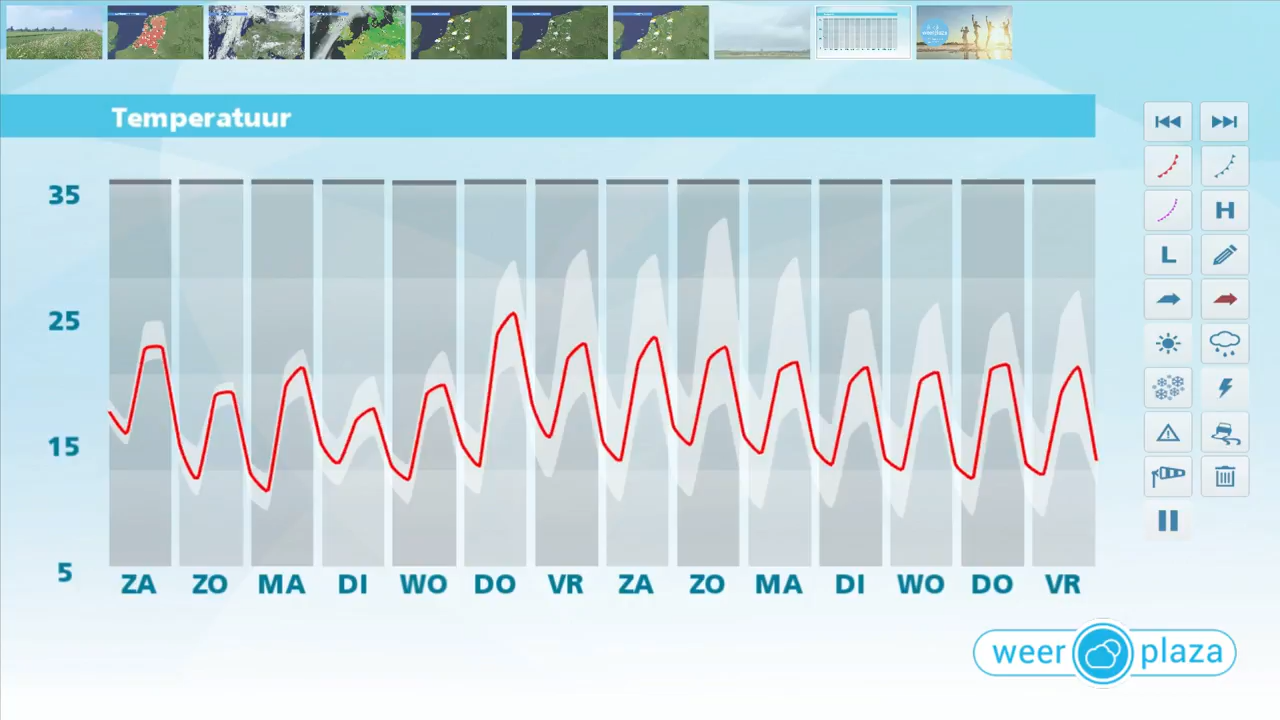 Temperatuur
35
25
15
5
ZA ZO MA DI WO DO VR ZA ZO MA DI WO DO VR
H
L
weer plaza